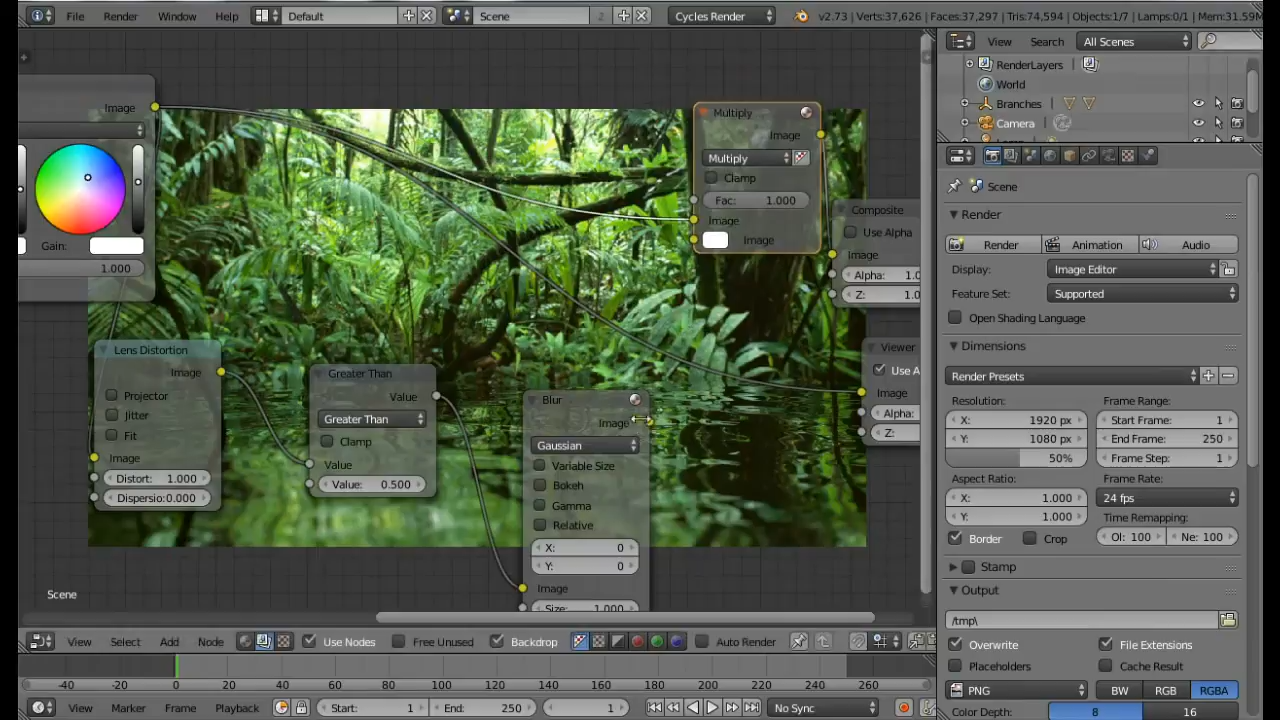 File Render Window Help Default Scene 2 Cycles Render v2.73 | Verts:37,626 | Faces:37,297 | Tris:74,594 | Objects:1/7 | Lamps:0/1 | Mem:31.59M
View Search All Scenes
RenderLayers
World
Branches
Camera
Scene
Render
Render Animation Audio
Display: Image Editor
Feature Set: Supported
Open Shading Language
Dimensions
Render Presets
Resolution: Frame Range:
X: 1920 px Start Frame: 1
Y: 1080 px End Frame: 250
50% Frame Step: 1
Aspect Ratio: Frame Rate:
X: 1.000 24 fps
Y: 1.000 Time Remapping:
Border Crop Ol: 100 Ne: 100
Stamp
Output
/tmp\
Overwrite File Extensions
Placeholders Cache Result
PNG BW RGB RGBA
Color Depth: 8 16
Image
Gain:
1.000
Lens Distortion
Image
Projector
Jitter
Fit
Image
Distort: 1.000
Dispersio:0.000
Greater Than
Value
Greater Than
Clamp
Value
Value: 0.500
Blur
Image
Gaussian
Variable Size
Bokeh
Gamma
Relative
X: 0
Y: 0
Image
Size: 1.000
Multiply
Image
Multiply
Clamp
Fac: 1.000
Image
Image
Composite
Use Alpha
Image
Alpha: 1.0
Z: 1.0
Viewer
Use A
Image
Alpha:
Z:
Scene
View Select Add Node Use Nodes Free Unused Backdrop Auto Render
-40 -20 0 20 40 60 80 100 120 140 160 180 200 220 240 260
View Marker Frame Playback Start: 1 End: 250 1 No Sync